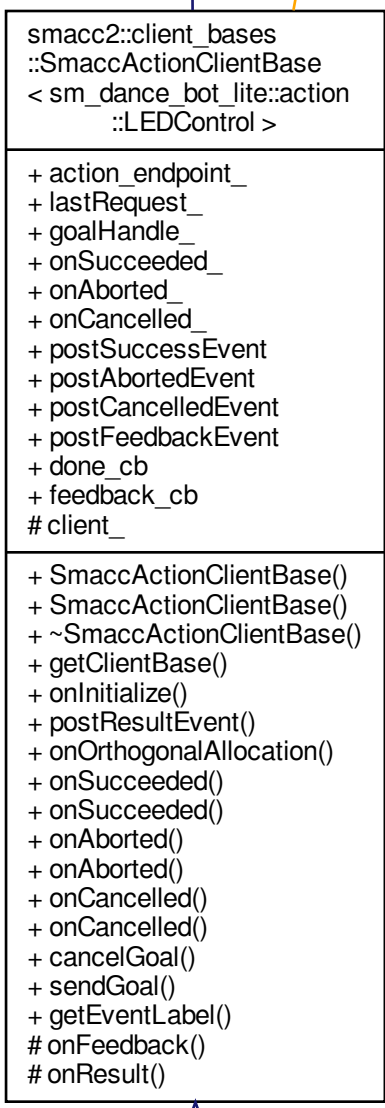 smacc2::client_bases
::SmaccActionClientBase
< sm_dance_bot_lite::action
::LEDControl >
+ action_endpoint_
+ lastRequest_
+ goalHandle_
+ onSucceeded_
+ onAborted_
+ onCancelled_
+ postSuccessEvent
+ postAbortedEvent
+ postCancelledEvent
+ postFeedbackEvent
+ done_cb
+ feedback_cb
# client_
+ SmaccActionClientBase()
+ SmaccActionClientBase()
+ ~SmaccActionClientBase()
+ getClientBase()
+ onInitialize()
+ postResultEvent()
+ onOrthogonalAllocation()
+ onSucceeded()
+ onSucceeded()
+ onAborted()
+ onAborted()
+ onCancelled()
+ onCancelled()
+ cancelGoal()
+ sendGoal()
+ getEventLabel()
# onFeedback()
# onResult()